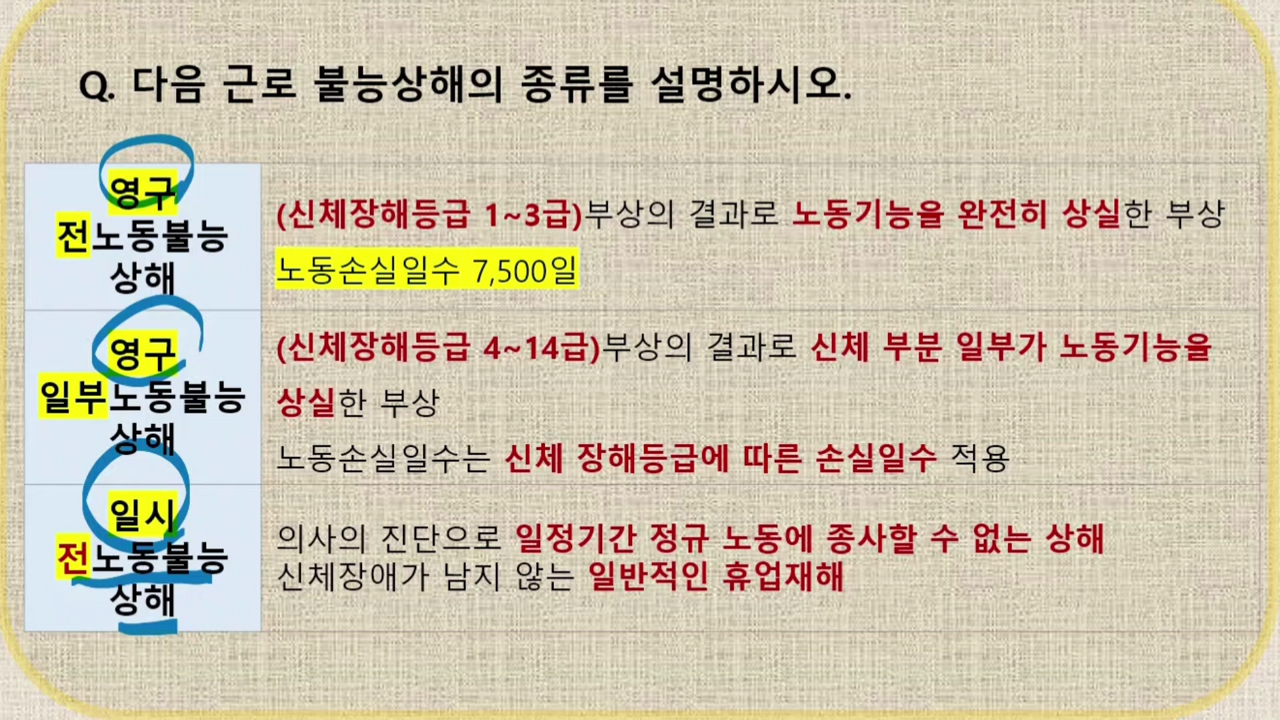 Q. 다음 근로 불능상해의 종류를 설명하시오.
영구
전노동불능
상해
(신체장해등급 1~3급)부상의 결과로 노동기능을 완전히 상실한 부상
노동손실일수 7,500일
영구
일부노동불능
상해
(신체장해등급 4~14급)부상의 결과로 신체 부분 일부가 노동기능을
상실한 부상
노동손실일수는 신체 장해등급에 따른 손실일수 적용
일시
전노동불능
상해
의사의 진단으로 일정기간 정규 노동에 종사할 수 없는 상해
신체장애가 남지 않는 일반적인 휴업재해